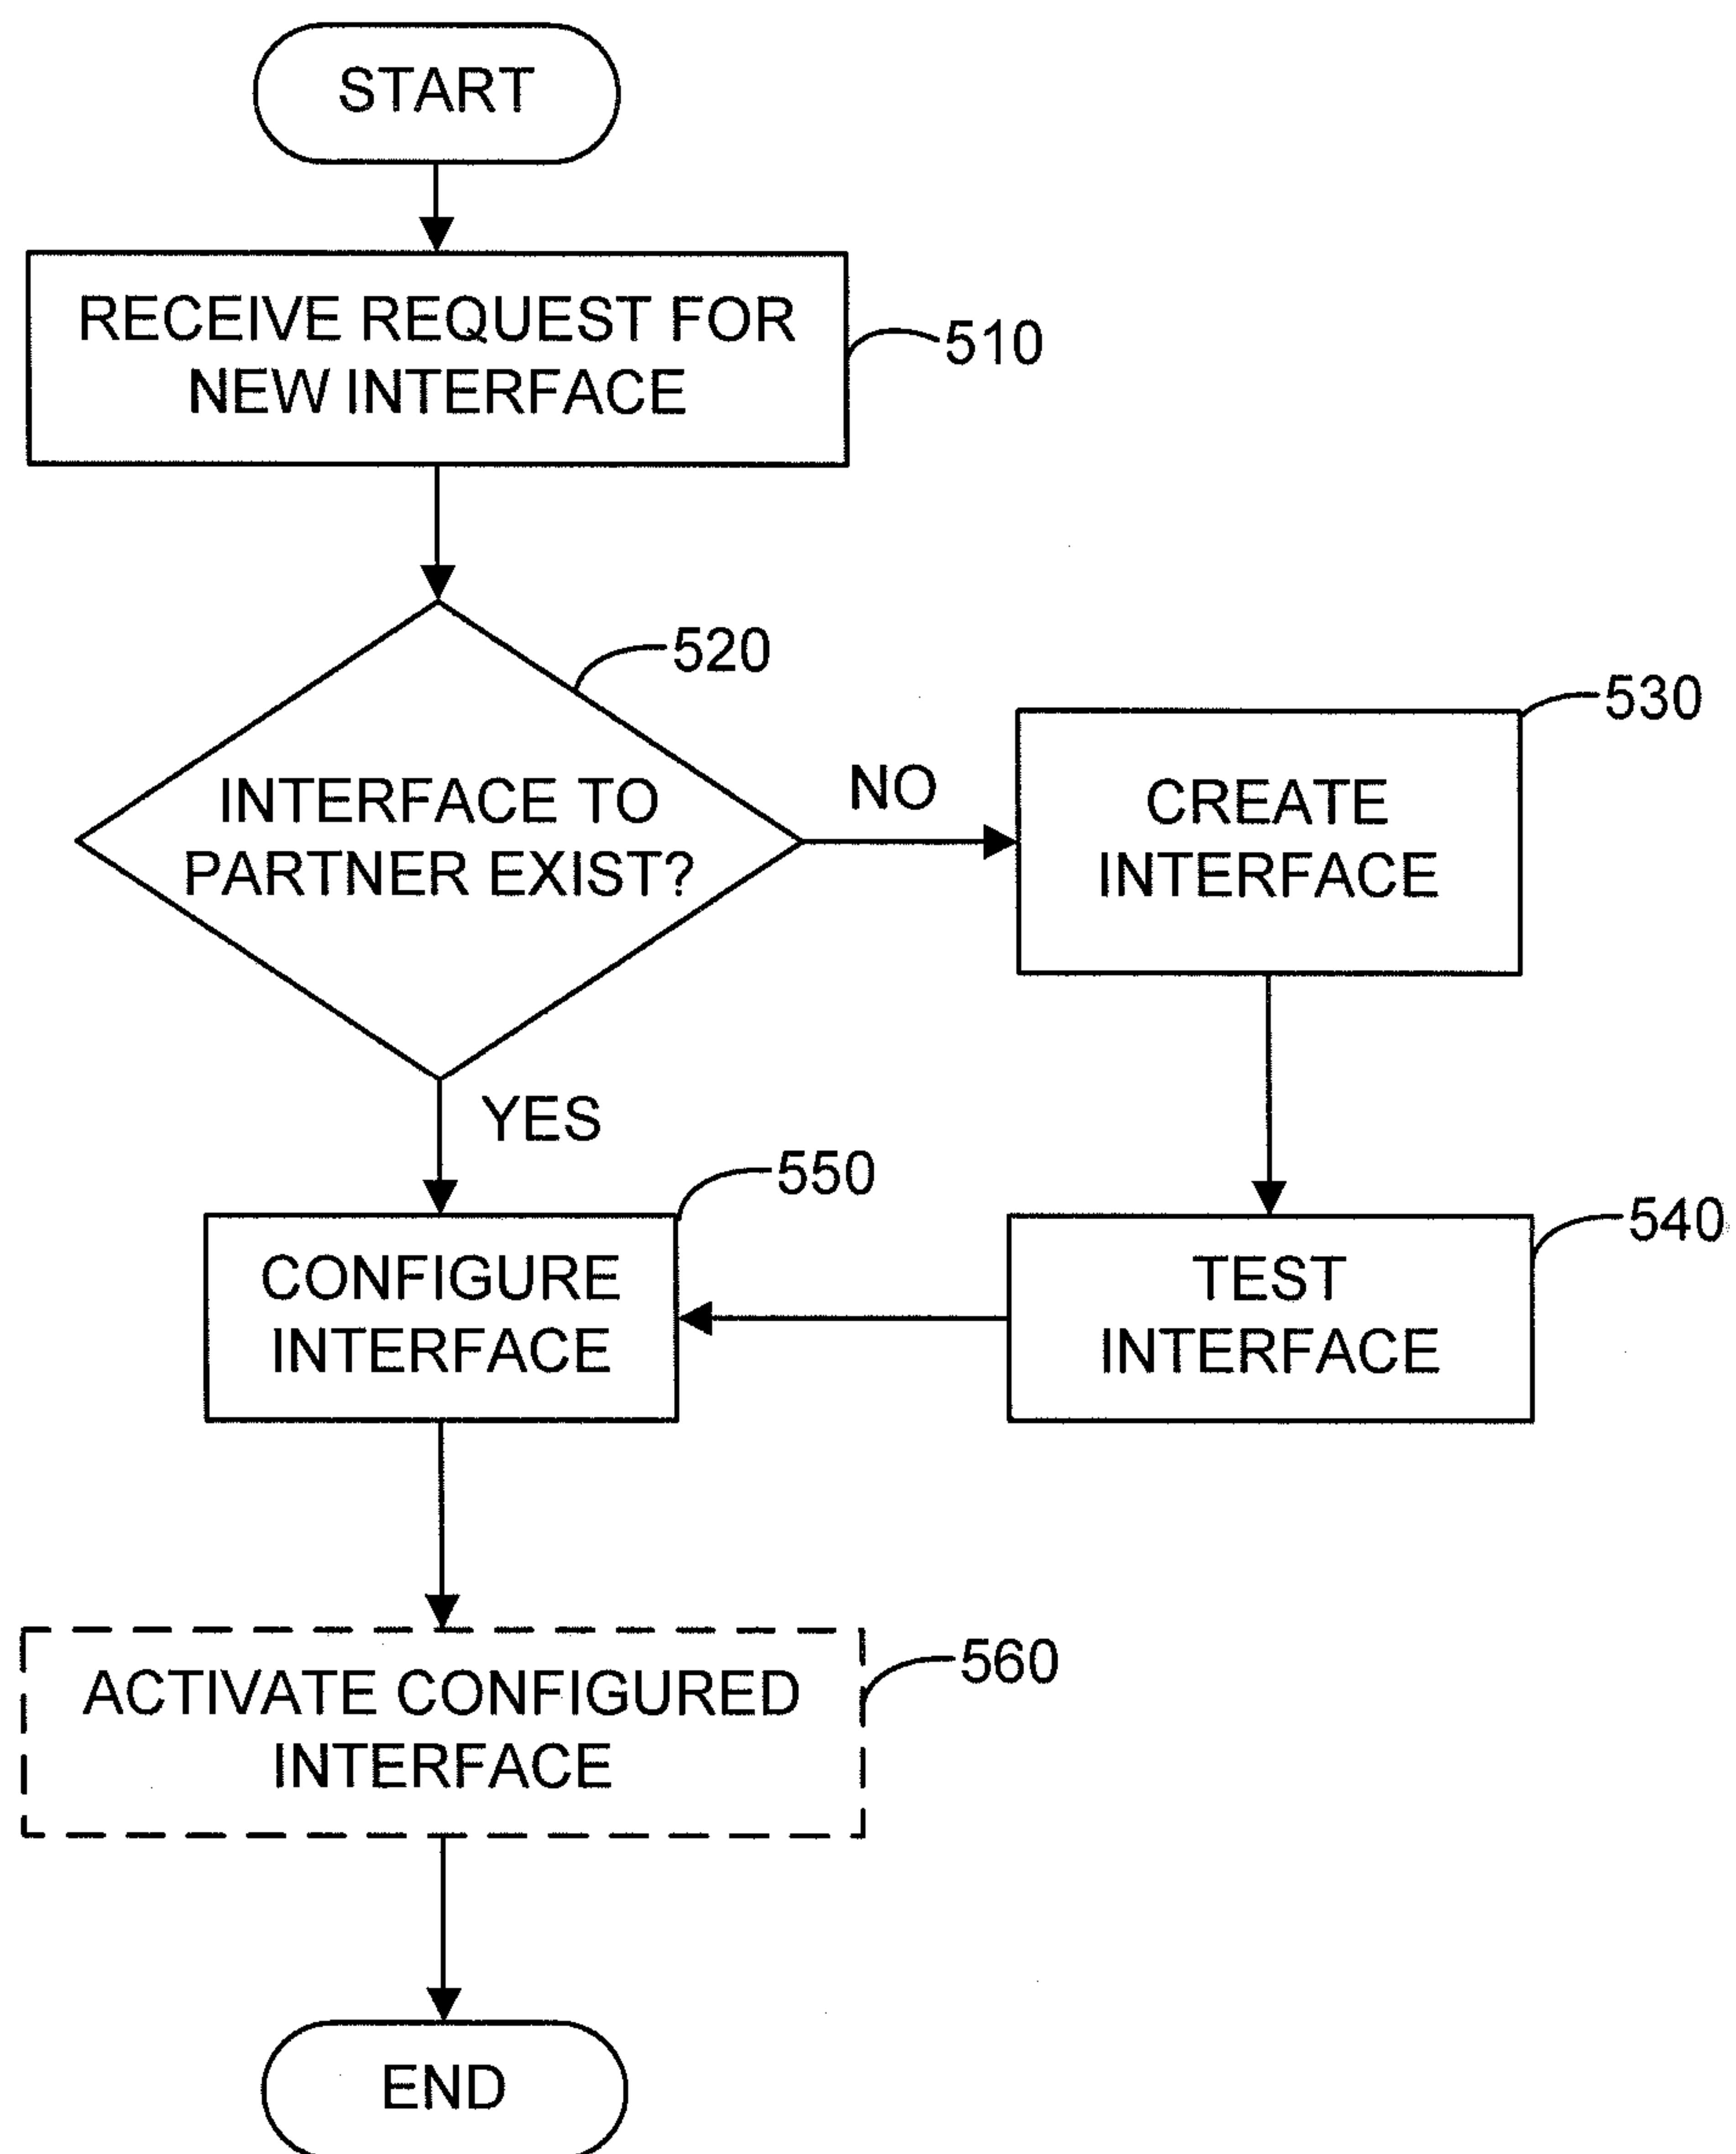 START
RECEIVE REQUEST FOR
NEW INTERFACE
510
520
INTERFACE TO
PARTNER EXIST?
NO
530
CREATE
INTERFACE
YES
550
CONFIGURE
INTERFACE
540
TEST
INTERFACE
560
ACTIVATE CONFIGURED
INTERFACE
END